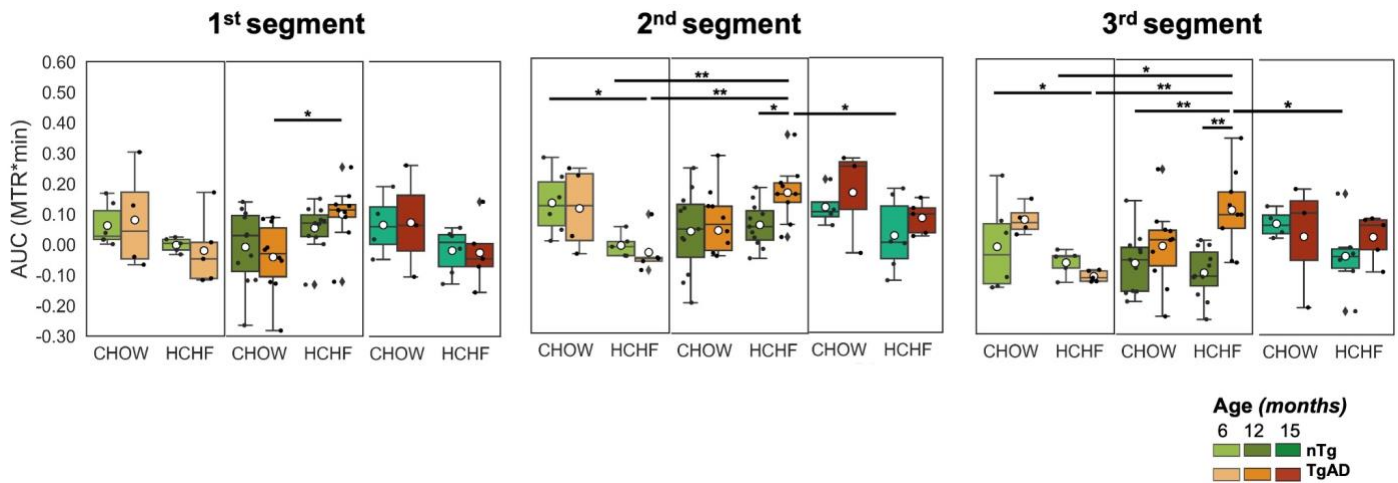 1st segment
2nd segment
3rd segment
AUC (MTR*min)
0.60
0.50
0.40
0.30
0.20
0.10
0.00
-0.10
-0.20
-0.30
*
** 
* **
* *
*
* **
** *
**
CHOW HCHF CHOW HCHF CHOW HCHF
CHOW HCHF CHOW HCHF CHOW HCHF
CHOW HCHF CHOW HCHF CHOW HCHF
Age (months)
6 12 15
nTg
TgAD